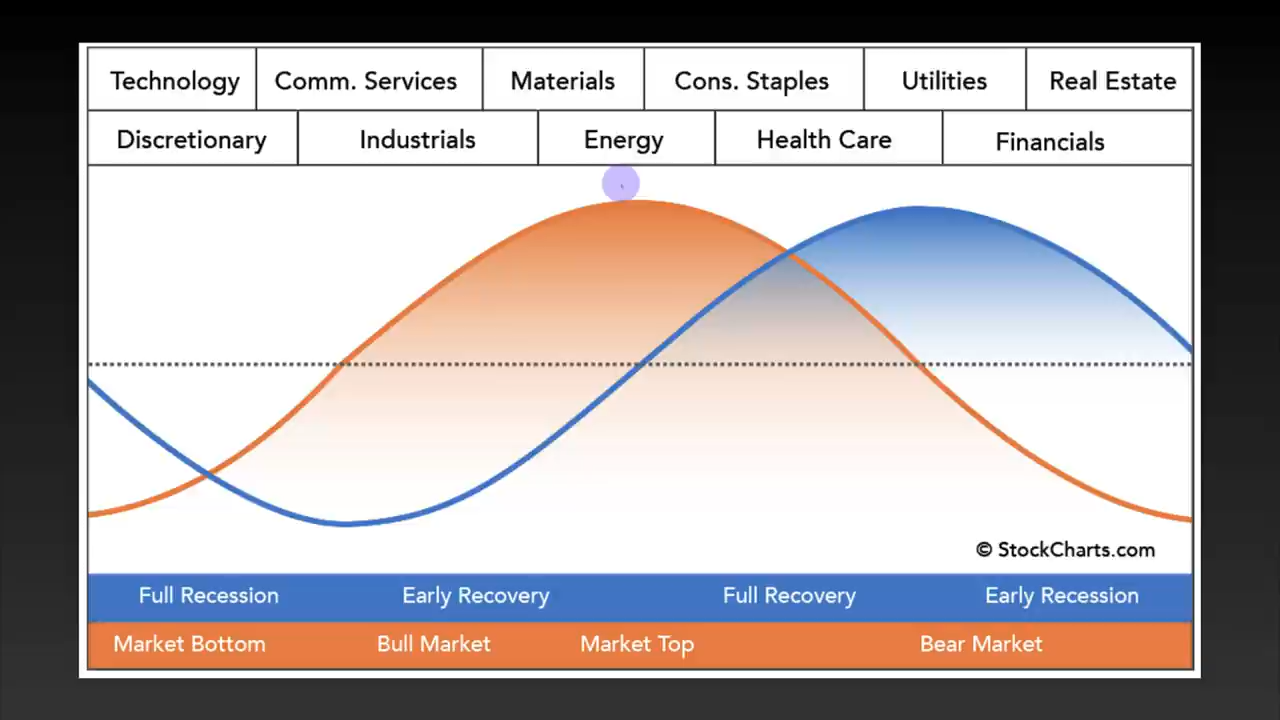 Technology Comm. Services Materials Cons. Staples Utilities Real Estate
Discretionary Industrials Energy Health Care Financials
© StockCharts.com
Full Recession Early Recovery Full Recovery Early Recession
Market Bottom Bull Market Market Top Bear Market